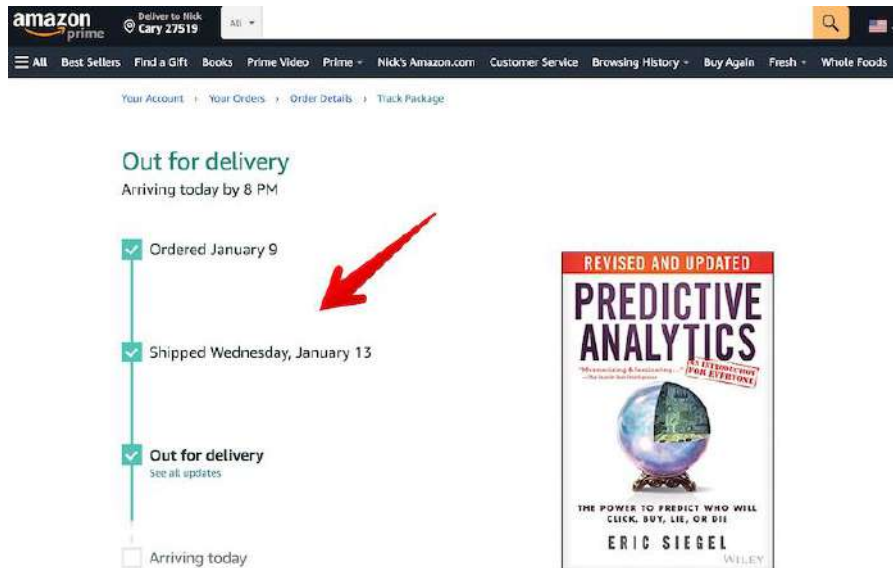 amazon
prime
Deliver to Nick
Cary 27519
All
All Best Sellers Find a Gift Books Prime Video Prime Nick's Amazon.com Customer Service Browsing History Buy Again Fresh Whole Foods
Your Account › Your Orders › Order Details › Track Package
Out for delivery
Arriving today by 8 PM
Ordered January 9
Shipped Wednesday, January 13
Out for delivery
See all updates
Arriving today
REVISED AND UPDATED
PREDICTIVE
ANALYTICS
"Mesmerizing & fascinating..."
AN INTRODUCTION
FOR EVERYONE
THE POWER TO PREDICT WHO WILL
CLICK, BUY, LIE, OR DIE
ERIC SIEGEL
WILEY